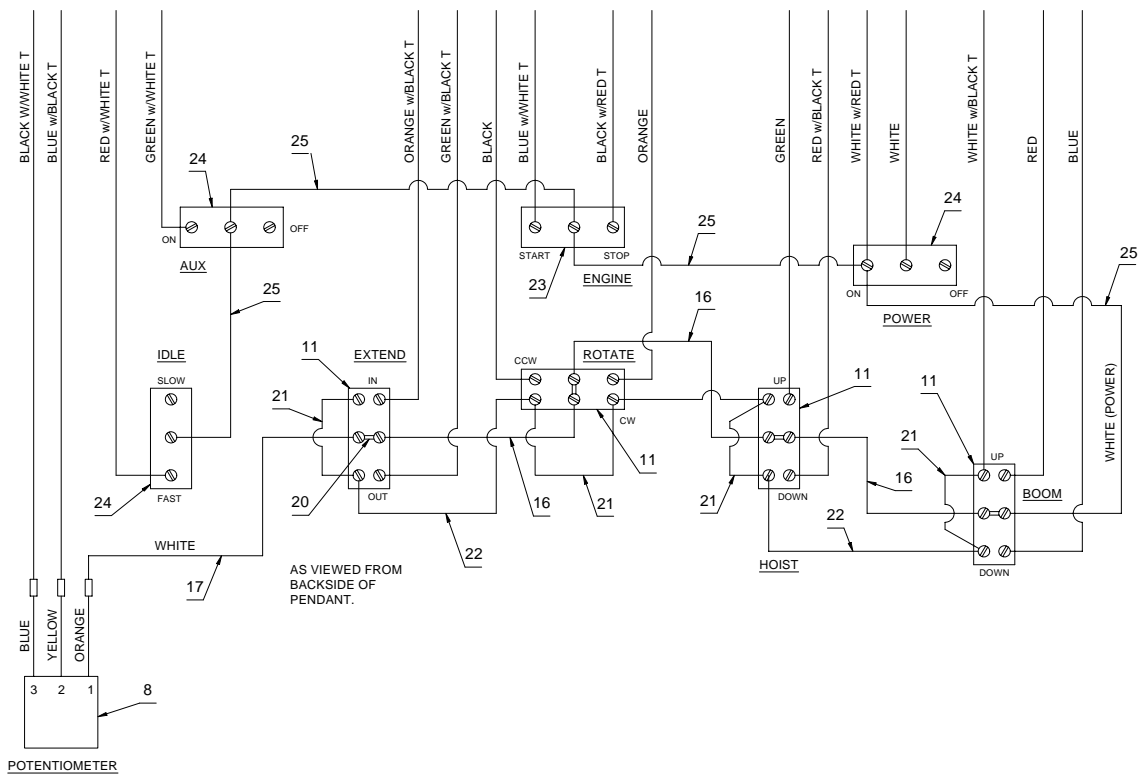 BLACK W/WHITE T
BLUE w/BLACK T
RED w/WHITE T
GREEN w/WHITE T
ORANGE w/BLACK T
GREEN w/BLACK T
BLACK
BLUE w/WHITE T
BLACK w/RED T
ORANGE
GREEN
RED w/BLACK T
WHITE w/RED T
WHITE
WHITE w/BLACK T
RED
BLUE
24
25
ON
OFF
AUX
START
STOP
23
ENGINE
25
24
ON
OFF
POWER
25
25
16
IDLE
SLOW
FAST
24
11
EXTEND
IN
OUT
21
20
CCW
ROTATE
CW
11
16
21
22
UP
11
DOWN
21
HOIST
16
22
11
UP
21
BOOM
DOWN
WHITE (POWER)
WHITE
17
AS VIEWED FROM
BACKSIDE OF
PENDANT.
BLUE
YELLOW
ORANGE
3 2 1
8
POTENTIOMETER